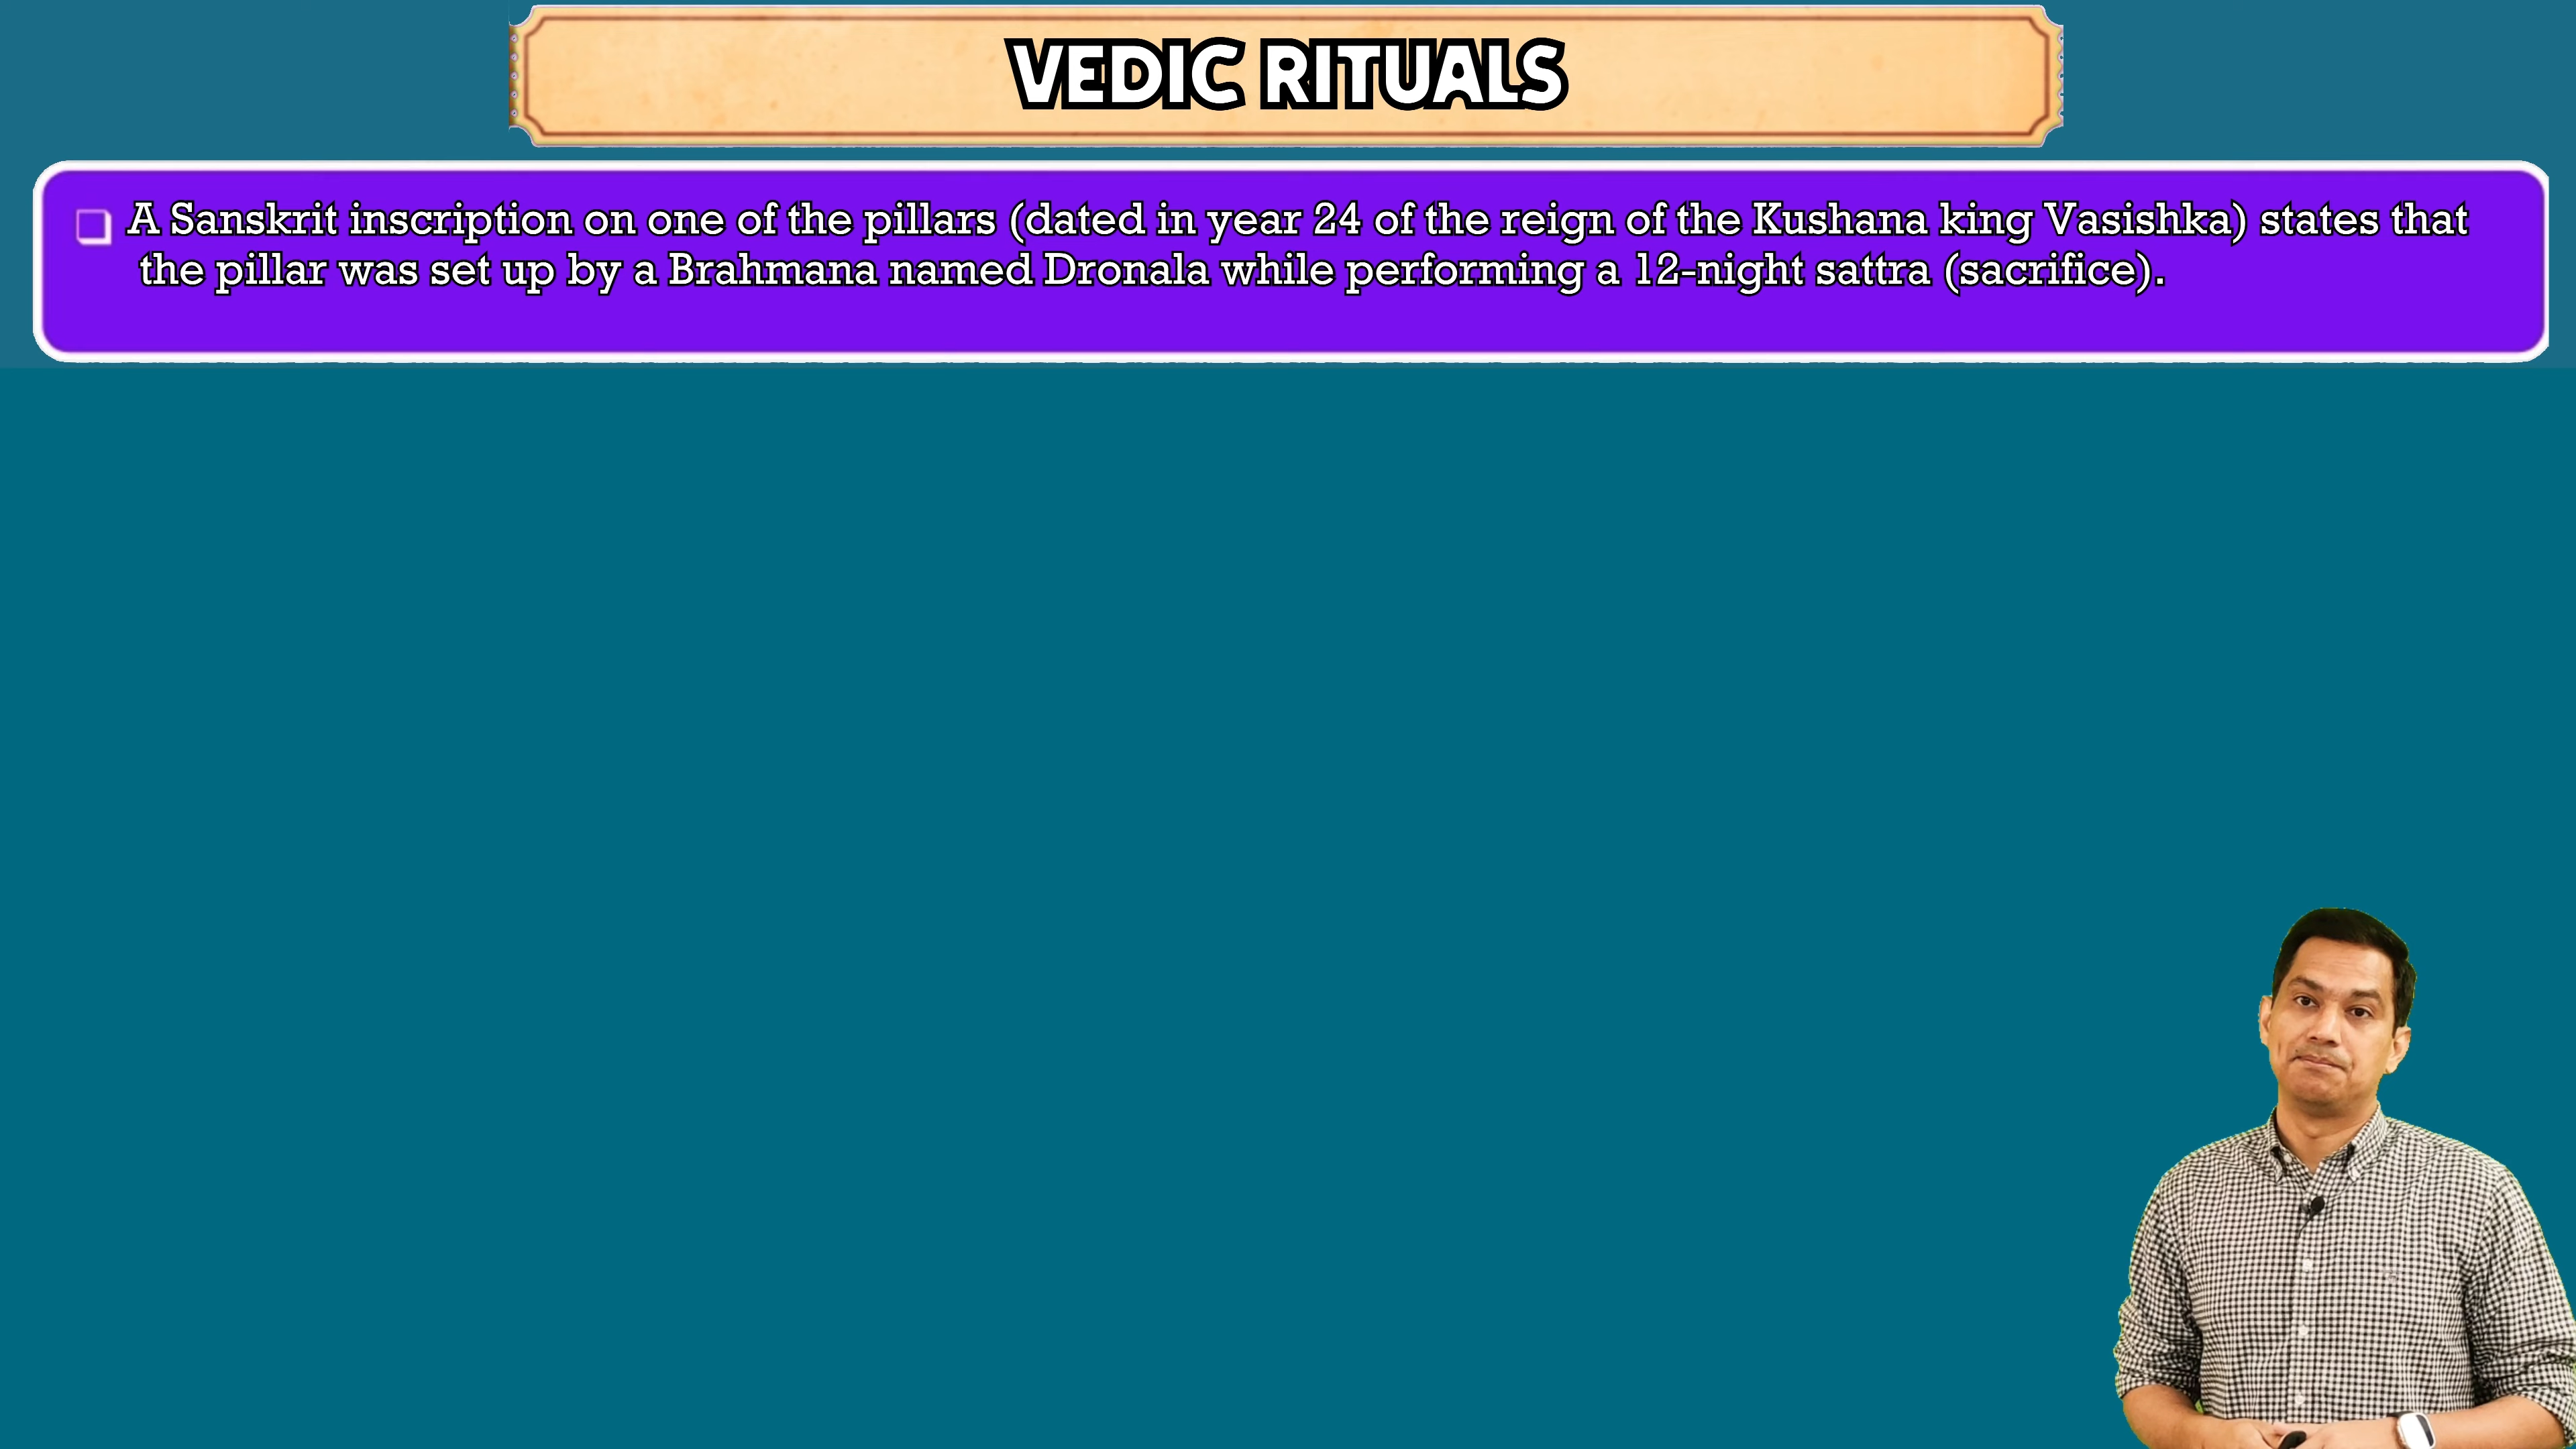 VEDIC RITUALS
❑ A Sanskrit inscription on one of the pillars (dated in year 24 of the reign of the Kushana king Vasishka) states that
the pillar was set up by a Brahmana named Dronala while performing a 12-night sattra (sacrifice).